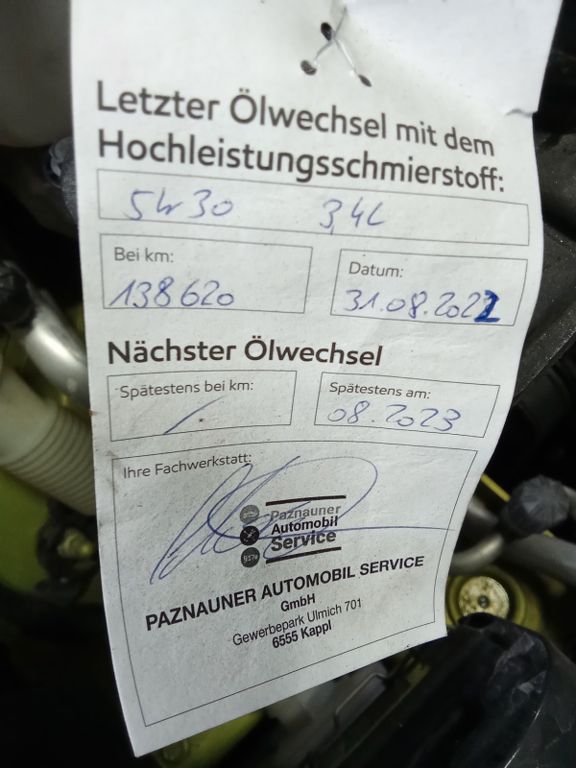 Letzter Ölwechsel mit dem
Hochleistungsschmierstoff:
5W30 3,4L
Bei km:
138620
Datum:
31.08.2022
Nächster Ölwechsel
Spätestens bei km:
/
Spätestens am:
08.2023
Ihre Fachwerkstatt:
Paznauner
Automobil
Service
PAZNAUNER AUTOMOBIL SERVICE
GmbH
Gewerbepark Ulmich 701
6555 Kappl